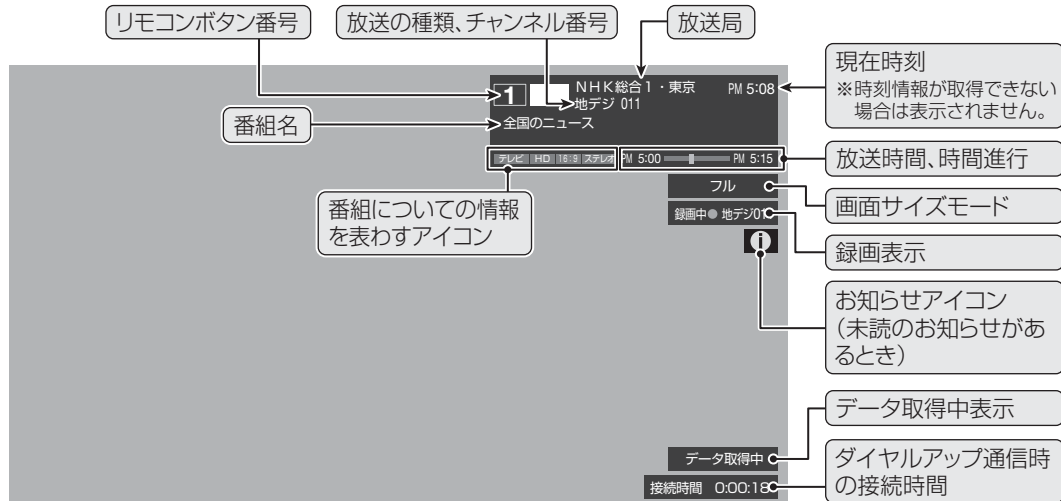 リモコンボタン番号
放送の種類、チャンネル番号
放送局
現在時刻
※時刻情報が取得できない
場合は表示されません。
1
NHK総合1・東京
PM 5:08
地デジ 011
番組名
全国のニュース
テレビ HD 16:9 ステレオ
PM 5:00
PM 5:15
放送時間、時間進行
番組についての情報
を表わすアイコン
フル
画面サイズモード
録画中●地デジ01
録画表示
i
お知らせアイコン
(未読のお知らせがあ
るとき)
データ取得中
データ取得中表示
接続時間 0:00:18
ダイヤルアップ通信時
の接続時間